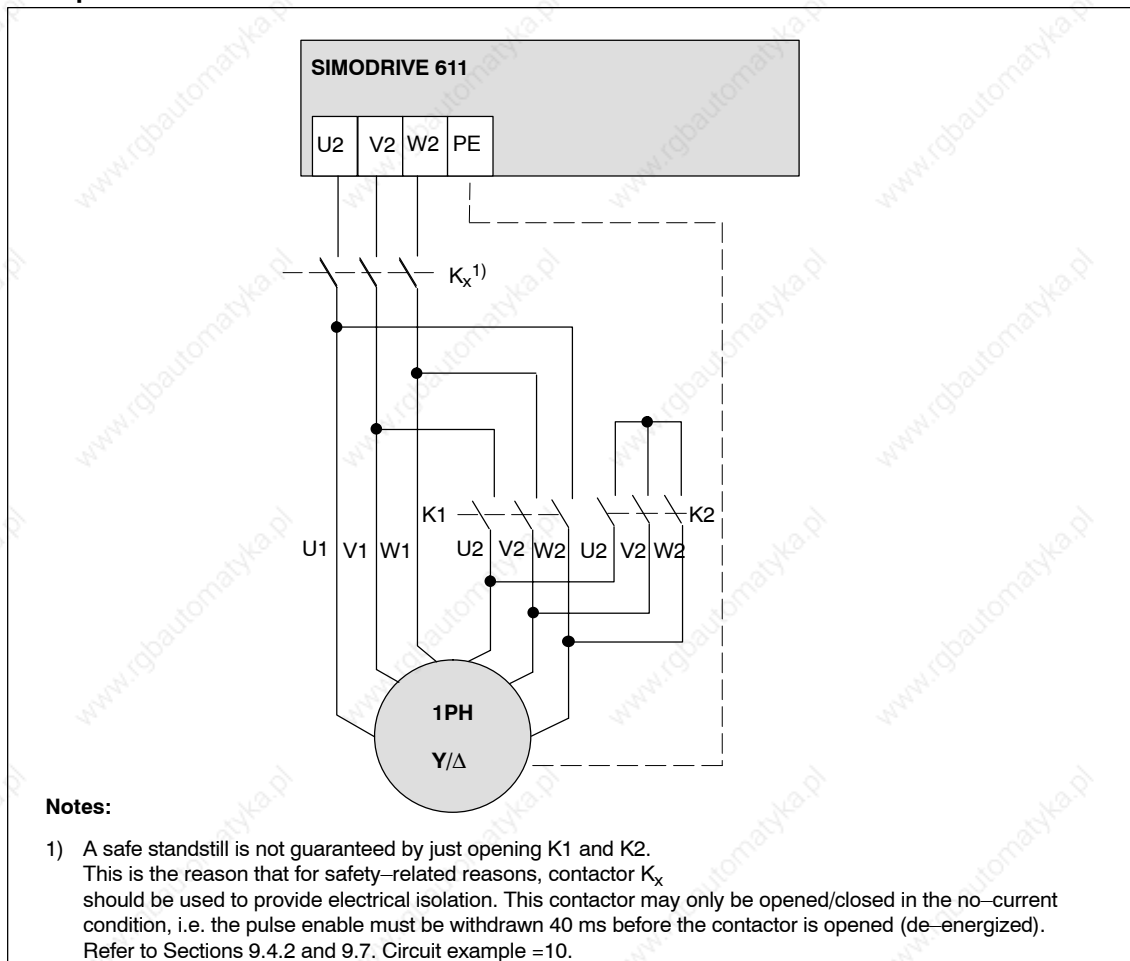 SIMODRIVE 611
U2 V2 W2 PE
Kx1)
K1 K2
U1 V1 W1 U2 V2 W2 U2 V2 W2
1PH
Y/Δ
Notes:
1) A safe standstill is not guaranteed by just opening K1 and K2.
This is the reason that for safety–related reasons, contactor Kx
should be used to provide electrical isolation. This contactor may only be opened/closed in the no–current
condition, i.e. the pulse enable must be withdrawn 40 ms before the contactor is opened (de–energized).
Refer to Sections 9.4.2 and 9.7. Circuit example =10.
www.rgbautomatyka.pl